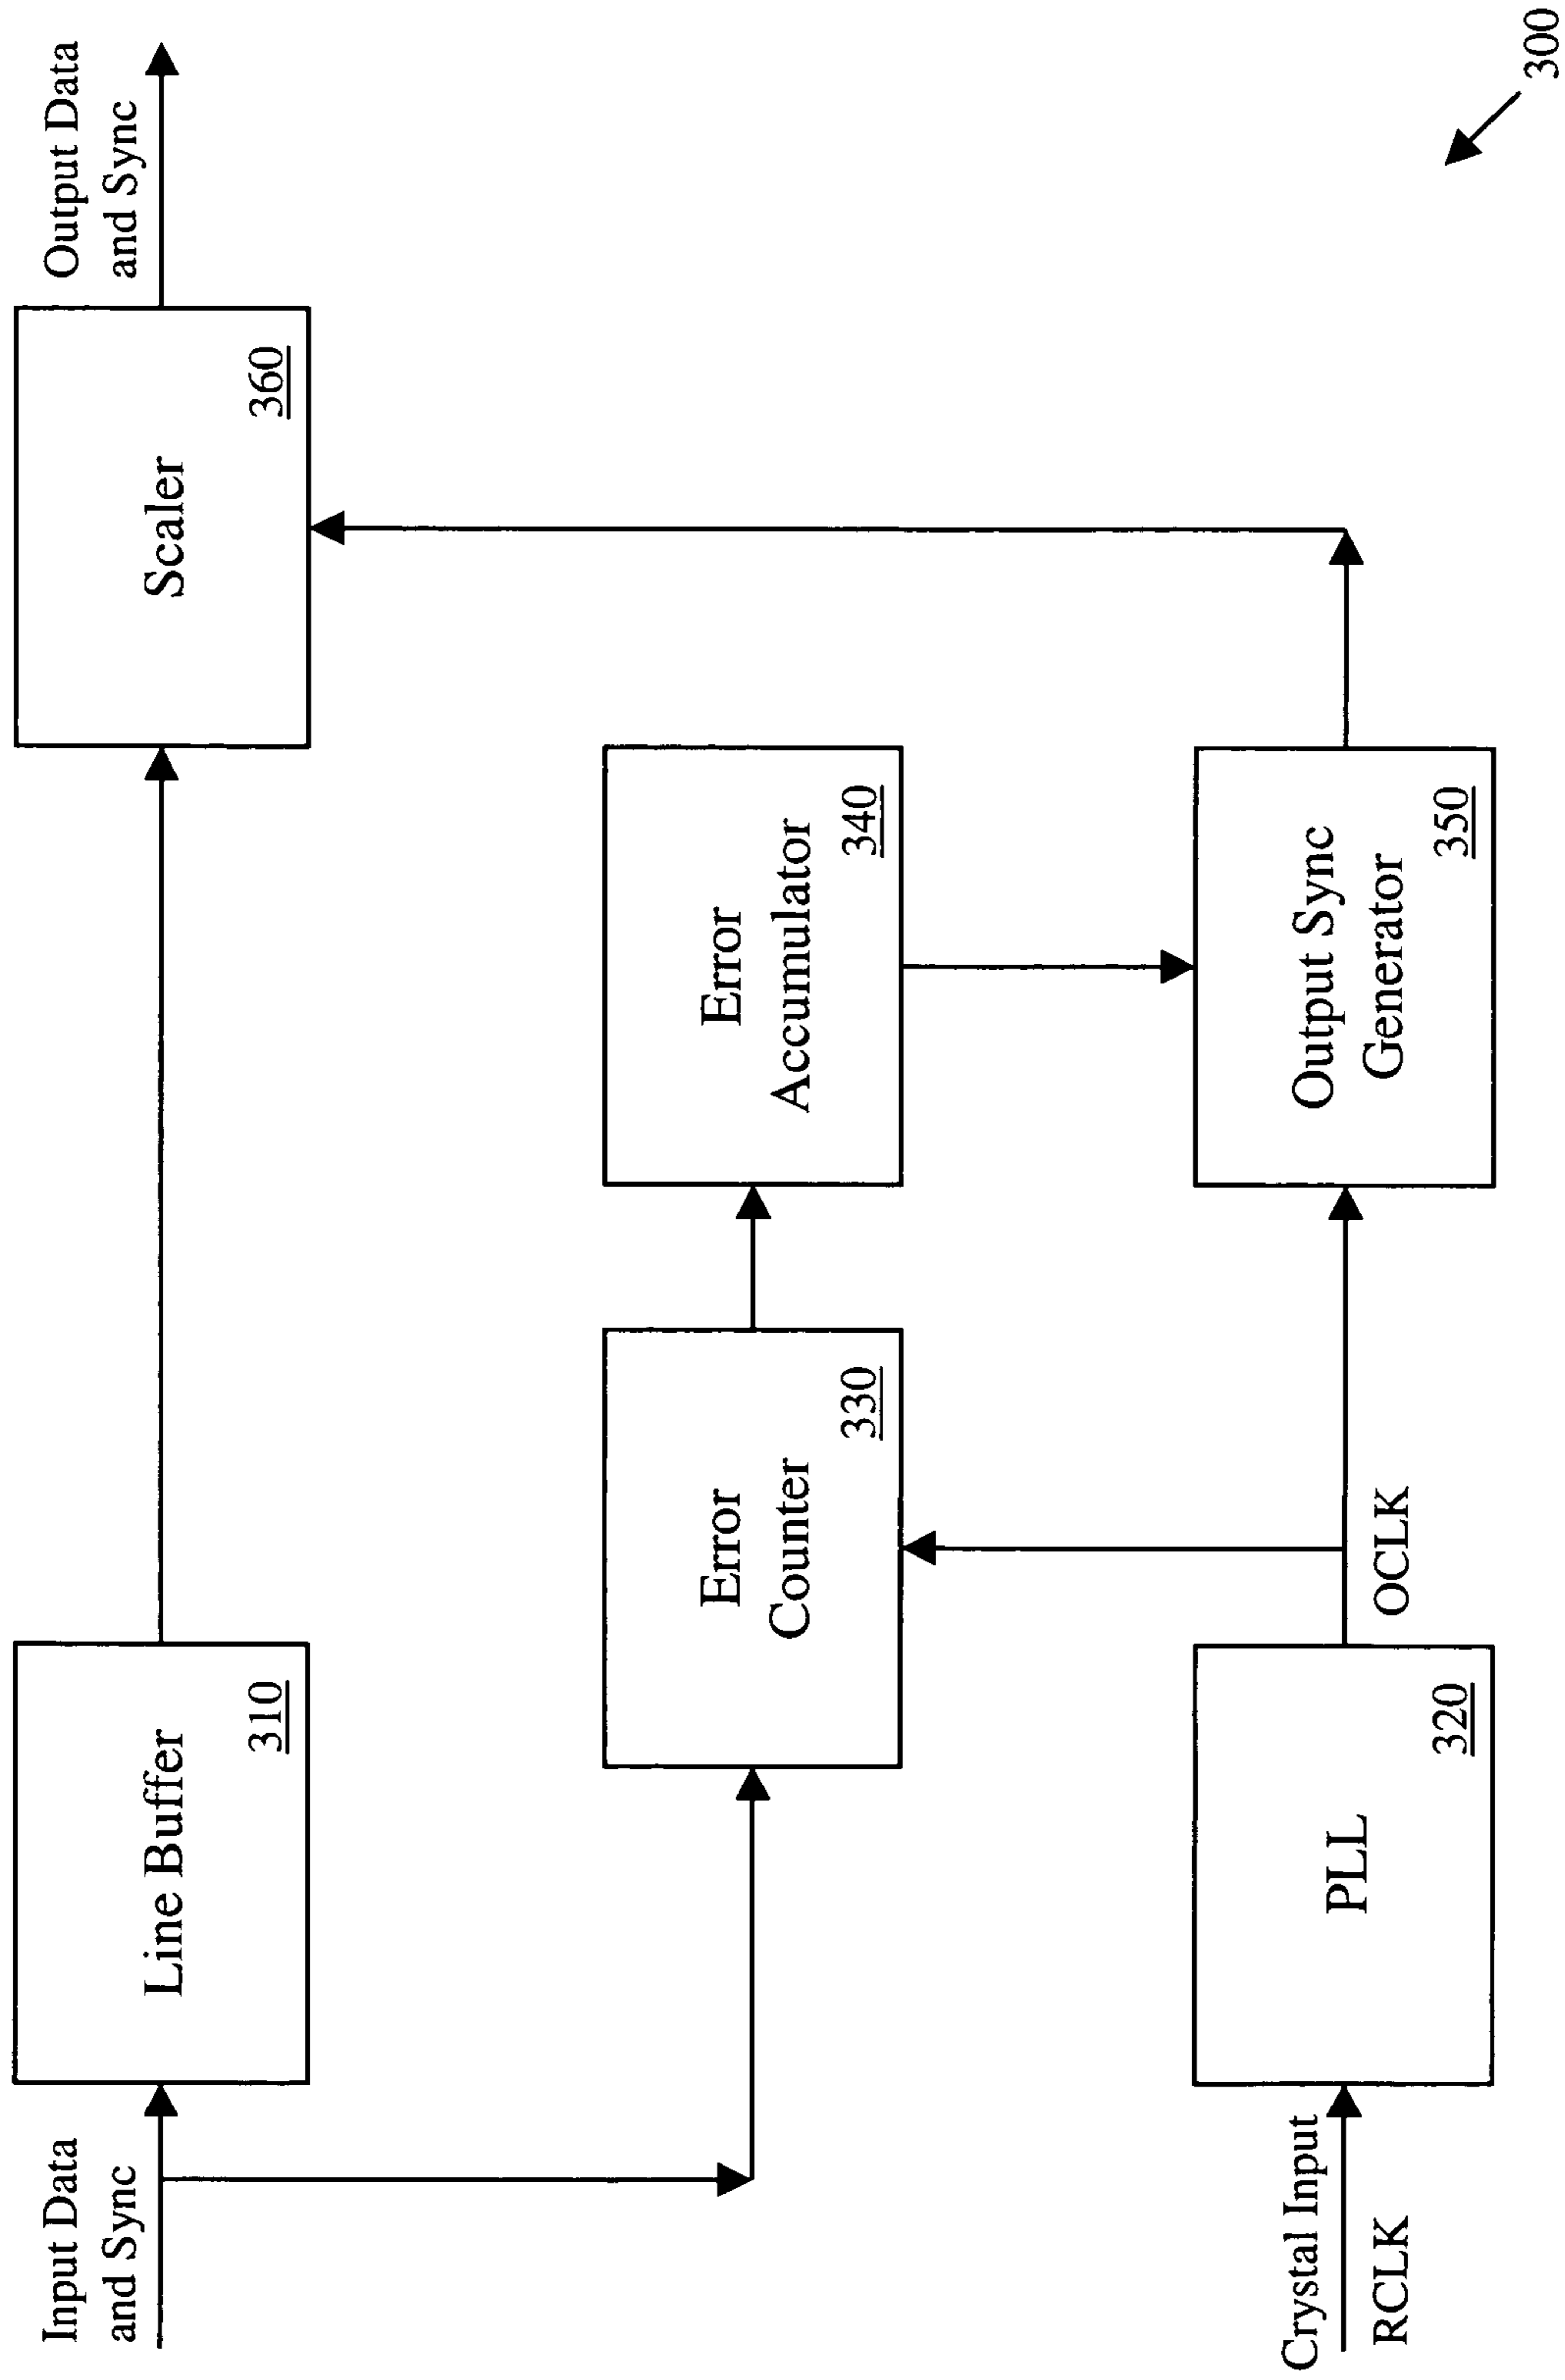 Input Data
and Sync
Line Buffer
310
Scaler
360
Output Data
and Sync
Error
Counter
330
Error
Accumulator
340
Crystal Input
RCLK
PLL
320
OCLK
Output Sync
Generator
350
300